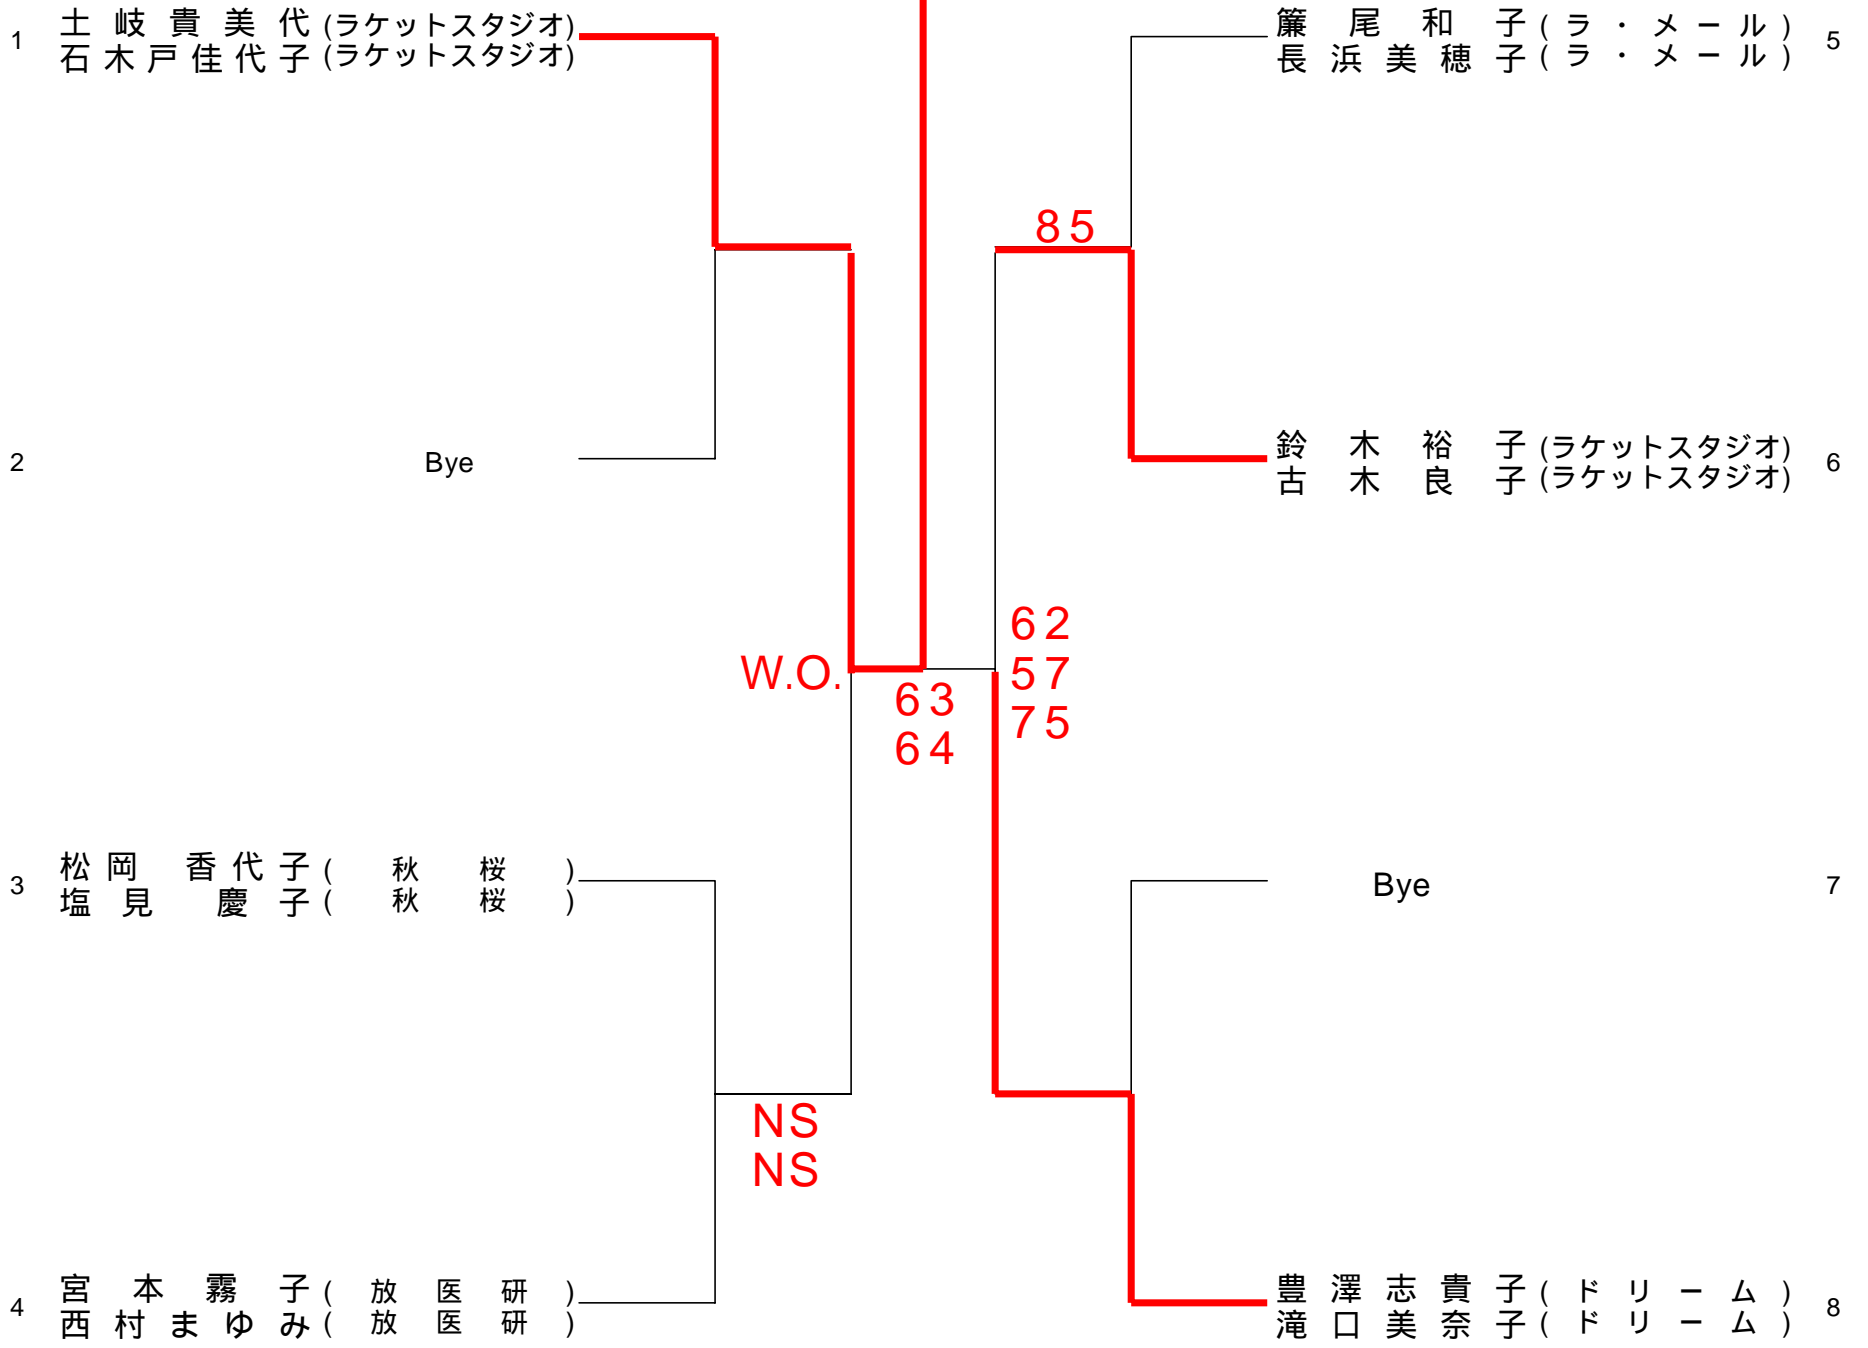 1 土岐貴美代(ラケットスタジオ)
石木戸佳代子(ラケットスタジオ)
2 Bye
W.O.
63
64
3 松岡 香代子(秋桜)
塩見 慶子(秋桜)
NS
NS
4 宮本霧子(放医研)
西村まゆみ(放医研)
簾尾和子(ラ・メール) 5
長浜美穂子(ラ・メール)
85
鈴木裕子(ラケットスタジオ) 6
古木良子(ラケットスタジオ)
62
57
75
Bye 7
豊澤志貴子(ドリーム) 8
滝口美奈子(ドリーム)